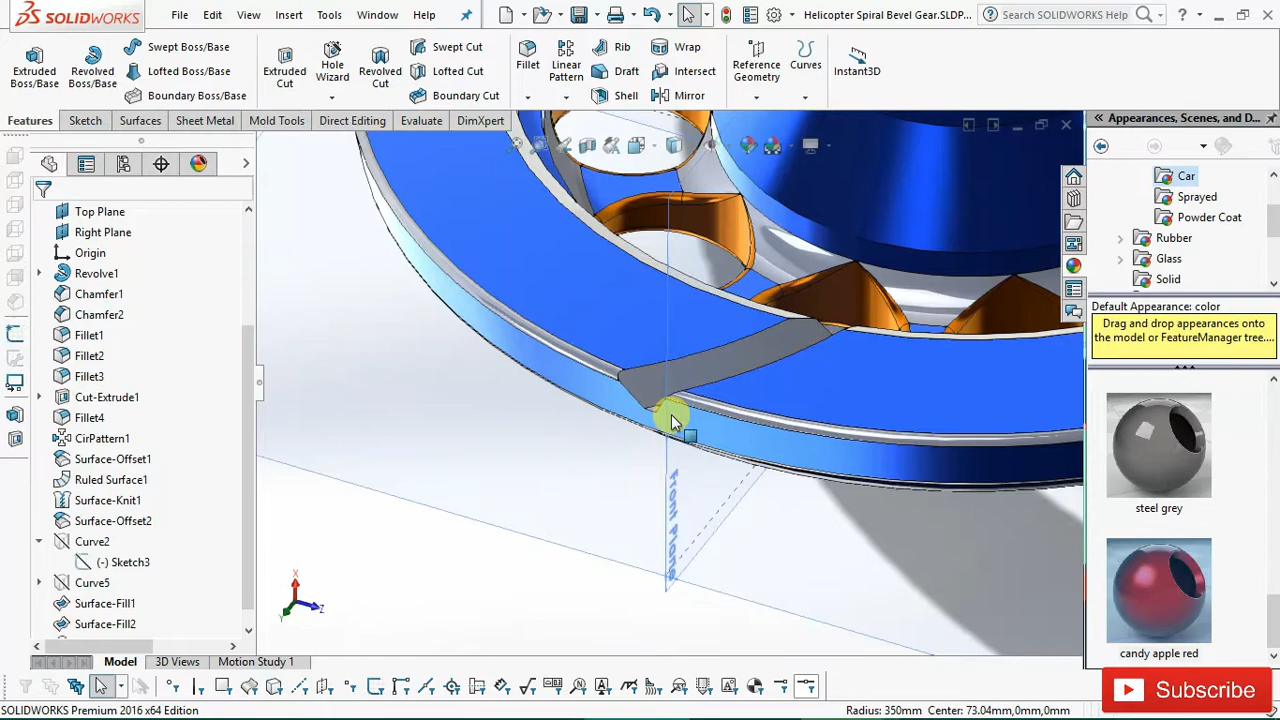 SOLIDWORKS File Edit View Insert Tools Window Help Helicopter Spiral Bevel Gear.SLDP... Search SOLIDWORKS Help
Extruded Boss/Base
Revolved Boss/Base
Swept Boss/Base
Lofted Boss/Base
Boundary Boss/Base
Extruded Cut
Hole Wizard
Revolved Cut
Swept Cut
Lofted Cut
Boundary Cut
Fillet
Linear Pattern
Rib
Draft
Shell
Wrap
Intersect
Mirror
Reference Geometry
Curves
Instant3D
Features Sketch Surfaces Sheet Metal Mold Tools Direct Editing Evaluate DimXpert
Top Plane
Right Plane
Origin
Revolve1
Chamfer1
Chamfer2
Fillet1
Fillet2
Fillet3
Cut-Extrude1
Fillet4
CirPattern1
Surface-Offset1
Ruled Surface1
Surface-Knit1
Surface-Offset2
Curve2
(-) Sketch3
Curve5
Surface-Fill1
Surface-Fill2
Front Plane
X
Z
Y
Appearances, Scenes, and D...
Car
Sprayed
Powder Coat
Rubber
Glass
Solid
Default Appearance: color
Drag and drop appearances onto
the model or FeatureManager tree....
steel grey
candy apple red
Subscribe
Model 3D Views Motion Study 1
SOLIDWORKS Premium 2016 x64 Edition Radius: 350mm Center: 73.04mm,0mm,0mm